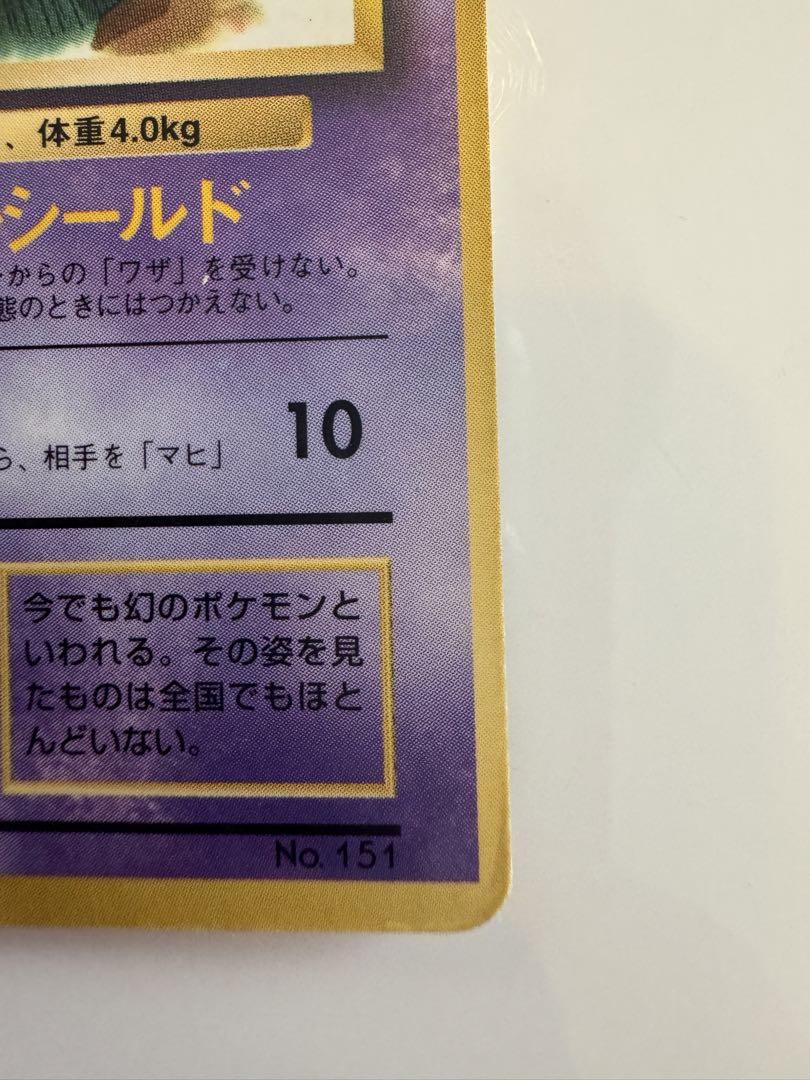 、体重4.0kg
シールド
からの「ワザ」を受けない。
態のときにはつかえない。
10
ら、相手を「マヒ」
今でも幻のポケモンと
いわれる。その姿を見
たものは全国でもほと
んどいない。
No.151